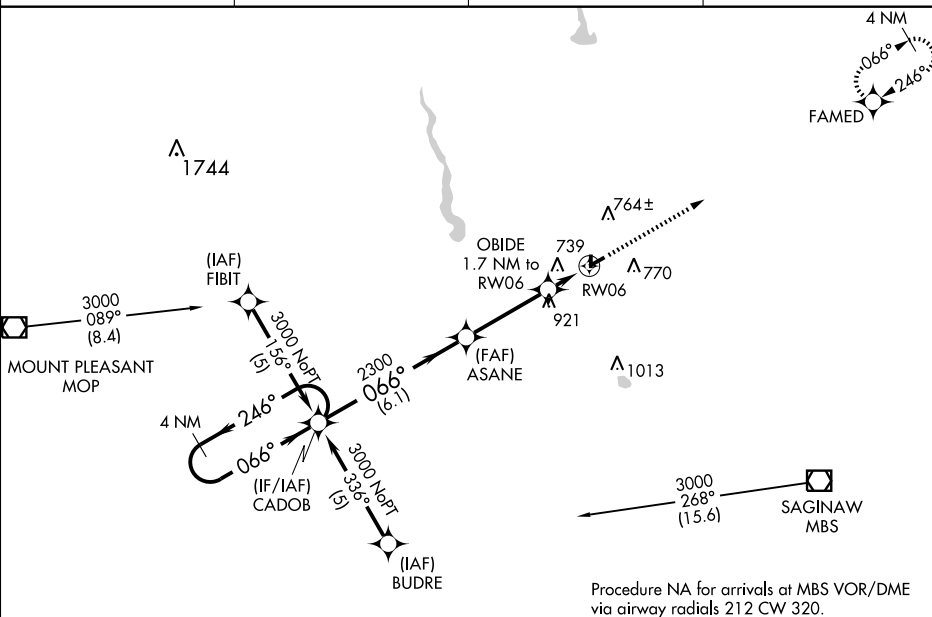 4 NM
066°
246°
FAMED
1744
764±
OBIDE
1.7 NM to
RW06
739
770
RW06
921
(IAF)
FIBIT
3000
089°
(8.4)
MOUNT PLEASANT
MOP
3000 NoPT
156°
(5)
2300
066°
(6.1)
(FAF)
ASANE
1013
4 NM
246°
066°
(IF/IAF)
CADOB
3000 NoPT
336°
(5)
(IAF)
BUDRE
3000
268°
(15.6)
SAGINAW
MBS
Procedure NA for arrivals at MBS VOR/DME
via airway radials 212 CW 320.